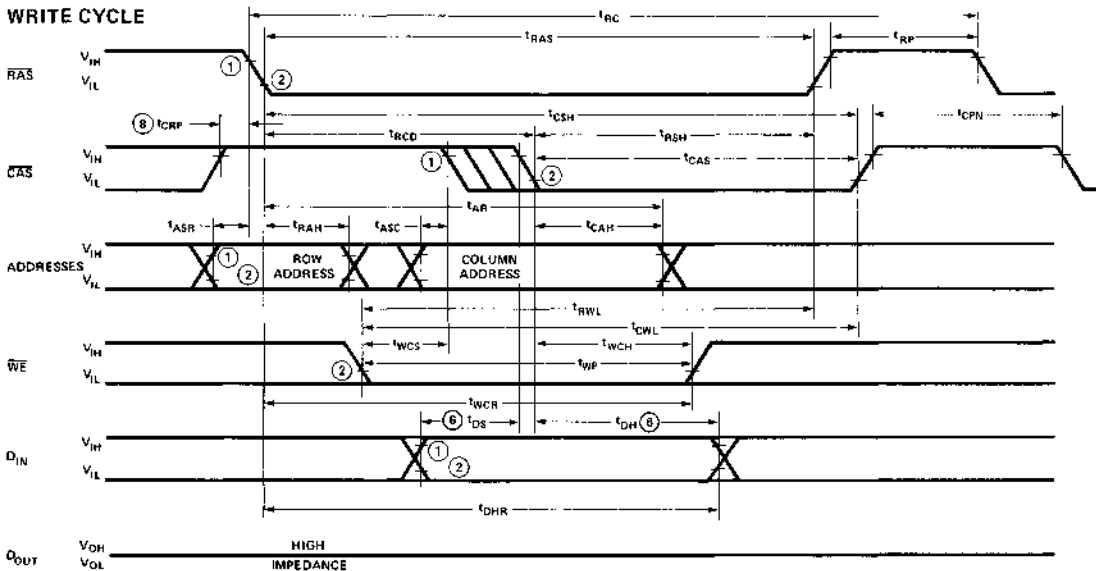 WRITE CYCLE
tRC
tRAS
tRP
RAS
VIH
VIL
1
2
tCSH
8 tCRP
tRCD
tRSH
tCPN
tCAS
CAS
VIH
VIL
1
2
tAR
tASR
tRAH
tASC
tCAH
ADDRESSES
VIH
VIL
1
2
ROW
ADDRESS
COLUMN
ADDRESS
tRWL
tCWL
tWCS
tWCH
tWP
WE
VIH
VIL
2
tWCR
6 tDS
tDH 6
DIN
VIH
VIL
1
2
tDHR
DOUT
VOH
VOL
HIGH
IMPEDANCE